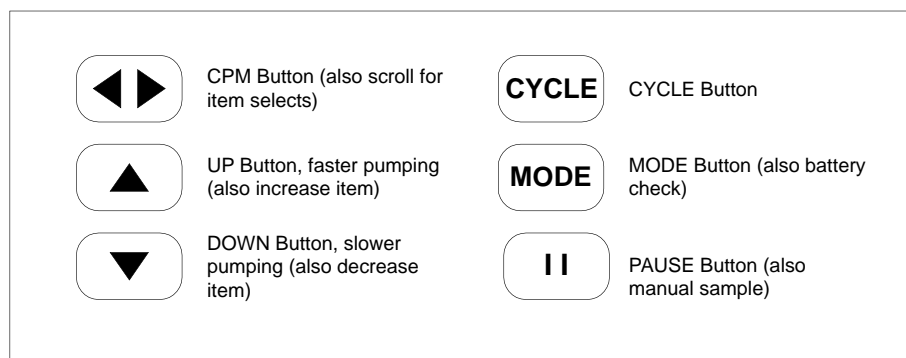 CPM Button (also scroll for
item selects)
UP Button, faster pumping
(also increase item)
DOWN Button, slower
pumping (also decrease
item)
CYCLE
CYCLE Button
MODE
MODE Button (also battery
check)
PAUSE Button (also
manual sample)